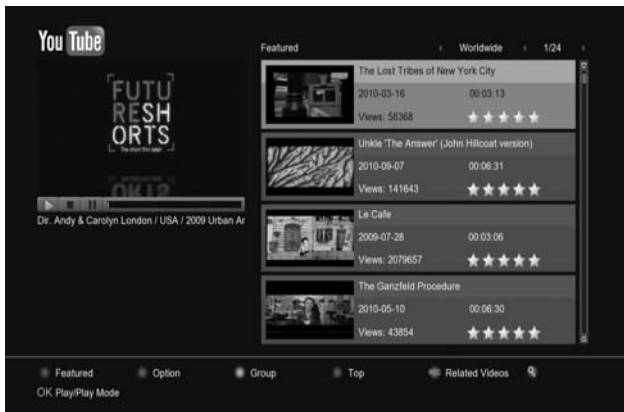 You Tube
Featured
Worldwide
1/24
FUTU
RESH
ORTS
The short film label
Dir. Andy & Carolyn London / USA / 2009 Urban Ar
The Lost Tribes of New York City
2010-03-16 00:03:13
Views: 56368
Unkle 'The Answer' (John Hillcoat version)
2010-09-07 00:06:31
Views: 141643
Le Cafe
2009-07-28 00:03:06
Views: 2079657
The Ganzfeld Procedure
2010-05-10 00:06:30
Views: 43854
Featured Option Group Top Related Videos
OK Play/Play Mode